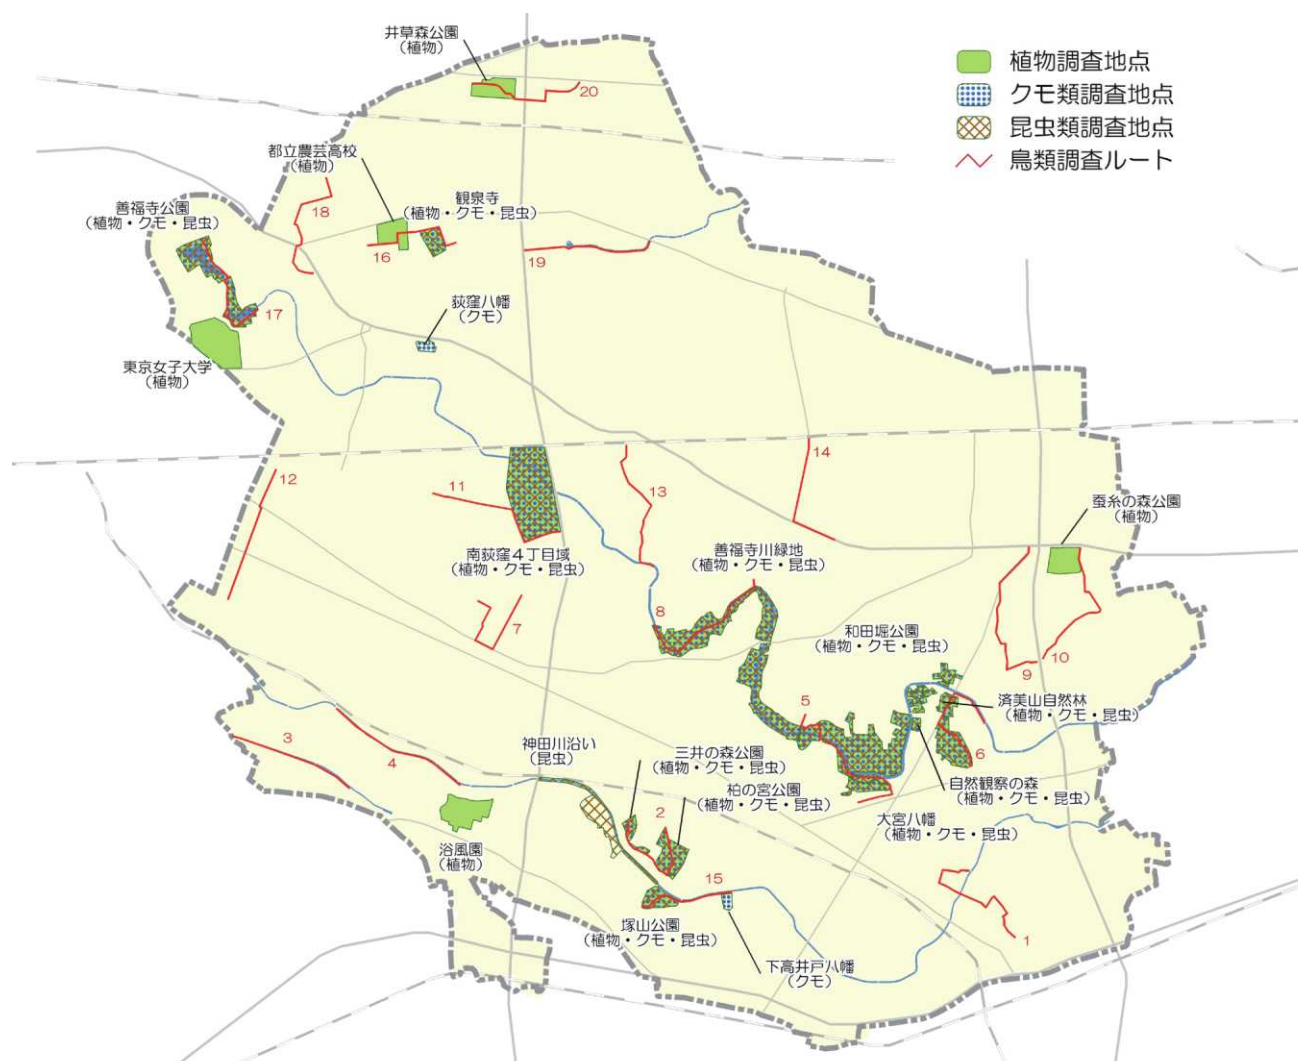 井草森公園
(植物)
20
植物調査地点
クモ類調査地点
昆虫類調査地点
鳥類調査ルート
都立農芸高校
(植物)
善福寺公園
(植物・クモ・昆虫)
18
観泉寺
(植物・クモ・昆虫)
16
19
17
荻窪八幡
(クモ)
東京女子大学
(植物)
12
11
13
14
南荻窪4丁目域
(植物・クモ・昆虫)
蚕糸の森公園
(植物)
善福寺川緑地
(植物・クモ・昆虫)
8
7
和田堀公園
(植物・クモ・昆虫)
10
9
済美山自然林
(植物・クモ・昆虫)
5
6
3
4
神田川沿い
(昆虫)
三井の森公園
(植物・クモ・昆虫)
柏の宮公園
(植物・クモ・昆虫)
自然観察の森
(植物・クモ・昆虫)
大宮八幡
(植物・クモ・昆虫)
2
浴風園
(植物)
15
塚山公園
(植物・クモ・昆虫)
下高井戸八幡
(クモ)
1